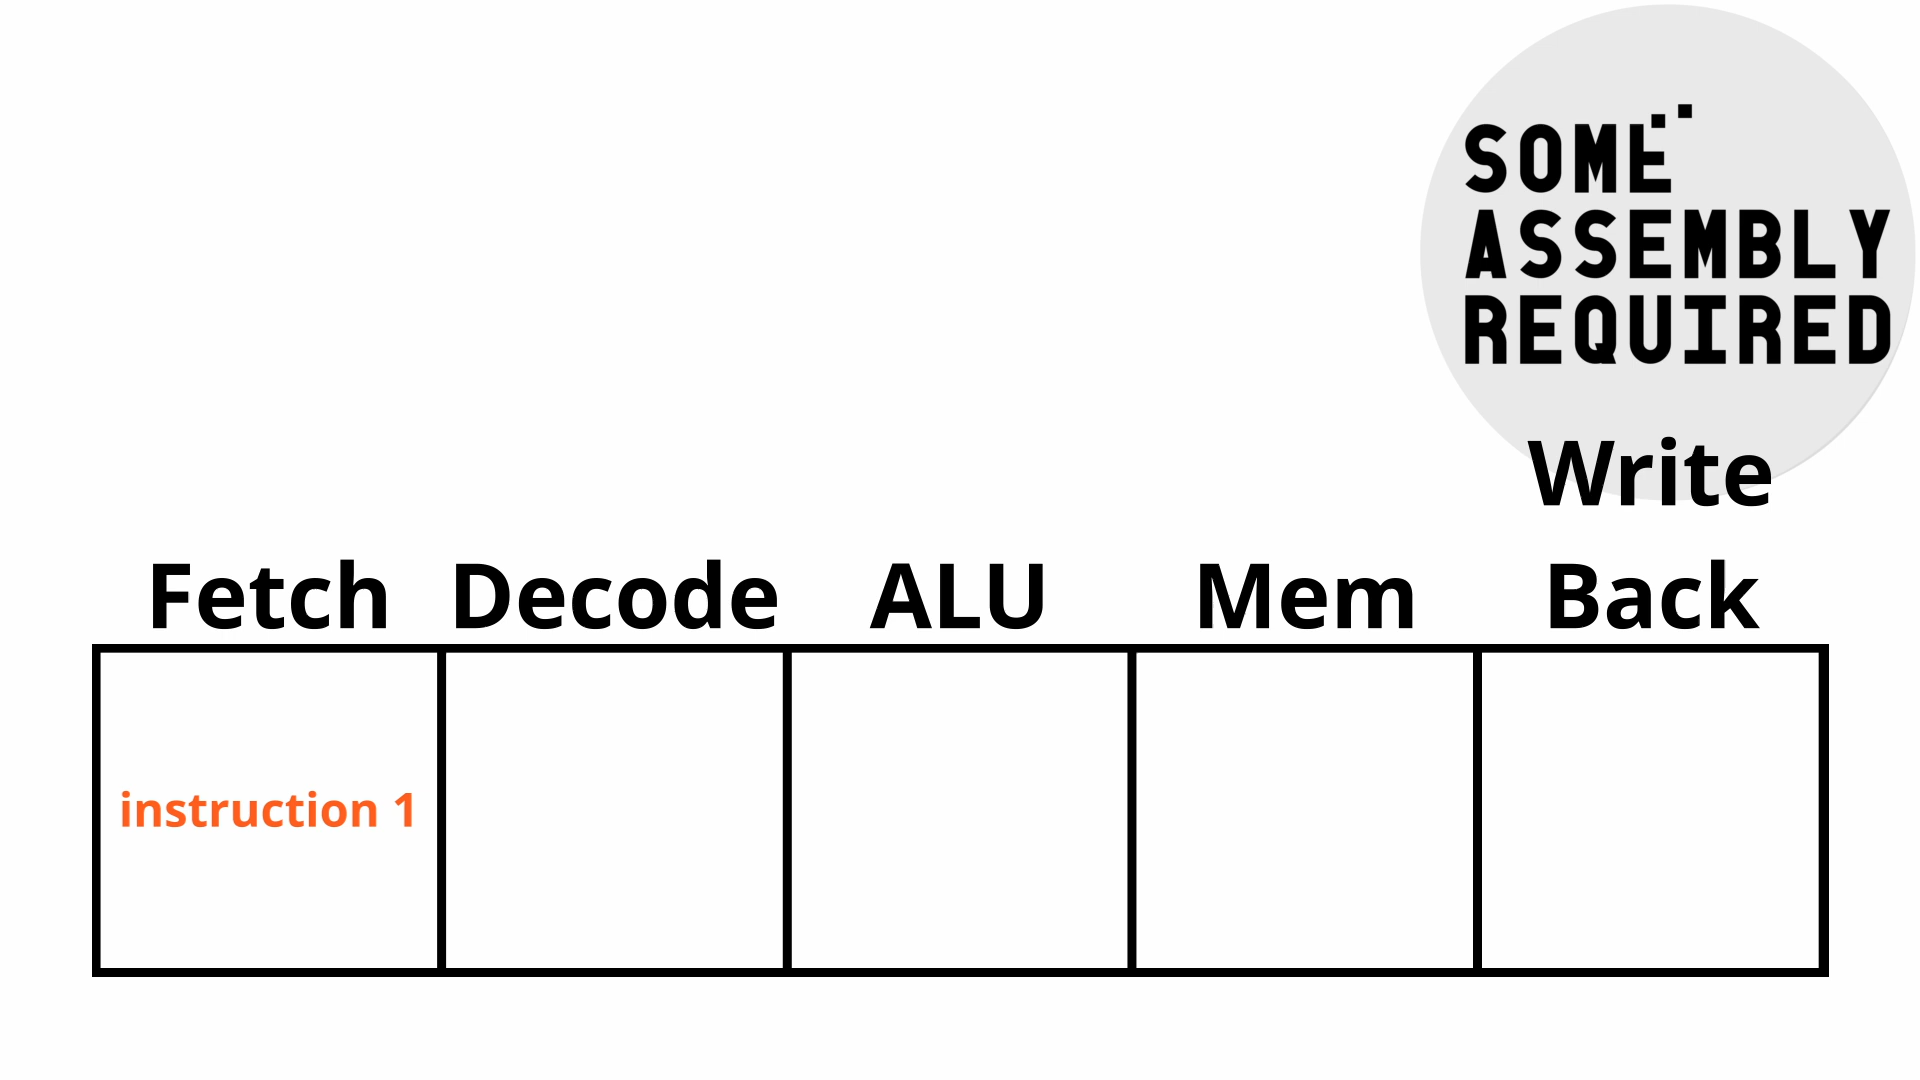 SOME
ASSEMBLY
REQUIRED
Write
Fetch Decode ALU Mem Back
instruction 1